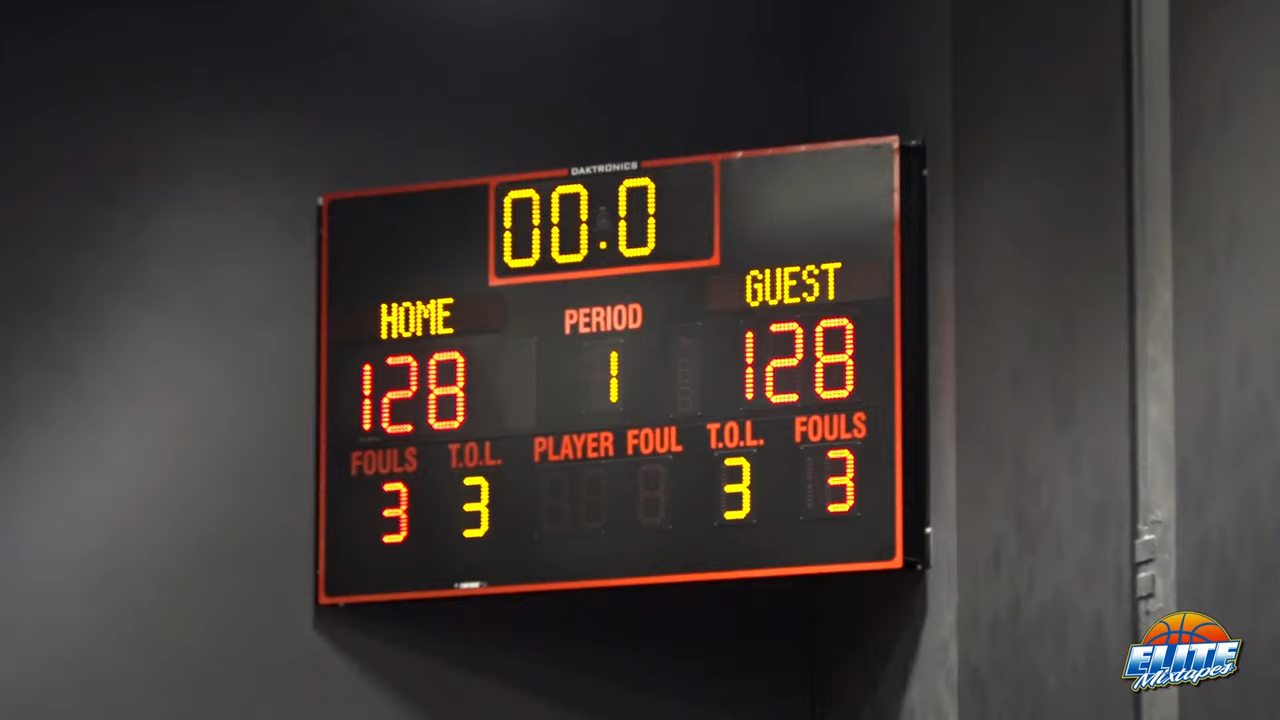 DAKTRONICS
00.0
HOME PERIOD GUEST
128 1 128
FOULS T.O.L. PLAYER FOUL T.O.L. FOULS
3 3 3 3
ELITE
Mixtapes